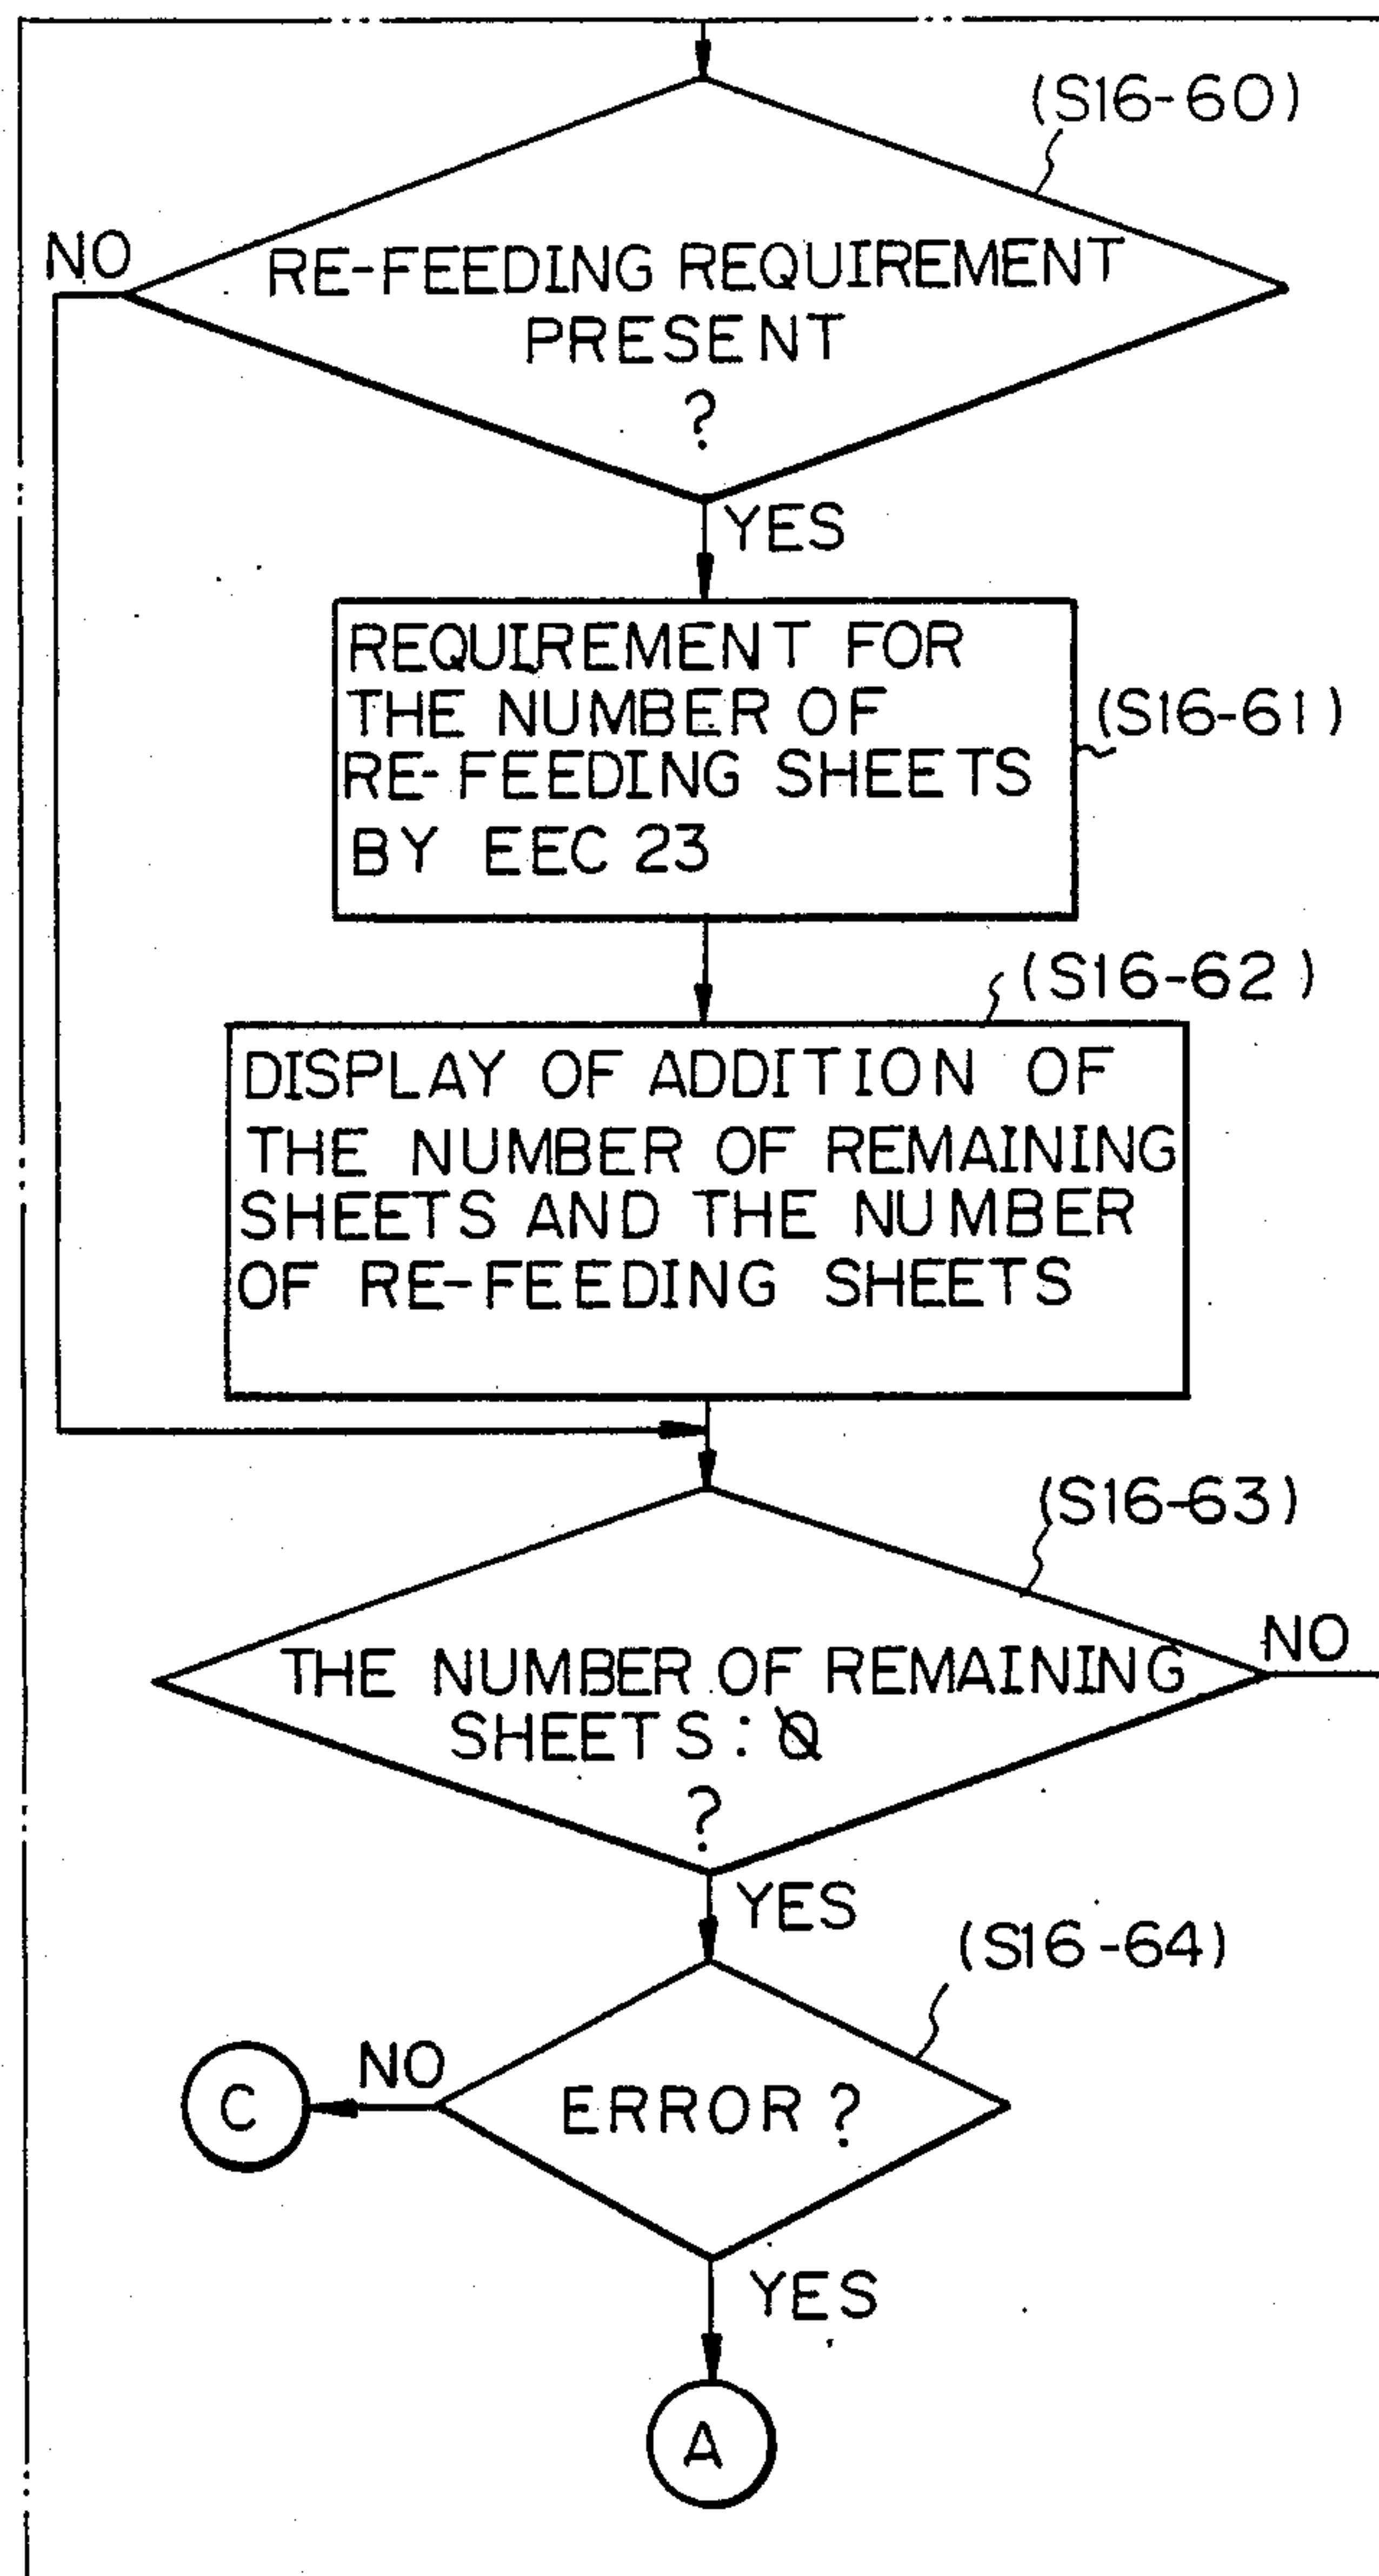 (S16-60)
NO
RE-FEEDING REQUIREMENT
PRESENT
?
YES
REQUIREMENT FOR
THE NUMBER OF
RE-FEEDING SHEETS
BY EEC 23
(S16-61)
(S16-62)
DISPLAY OF ADDITION OF
THE NUMBER OF REMAINING
SHEETS AND THE NUMBER
OF RE-FEEDING SHEETS
(S16-63)
NO
THE NUMBER OF REMAINING
SHEETS : 0
?
YES
(S16-64)
NO
C
ERROR ?
YES
A